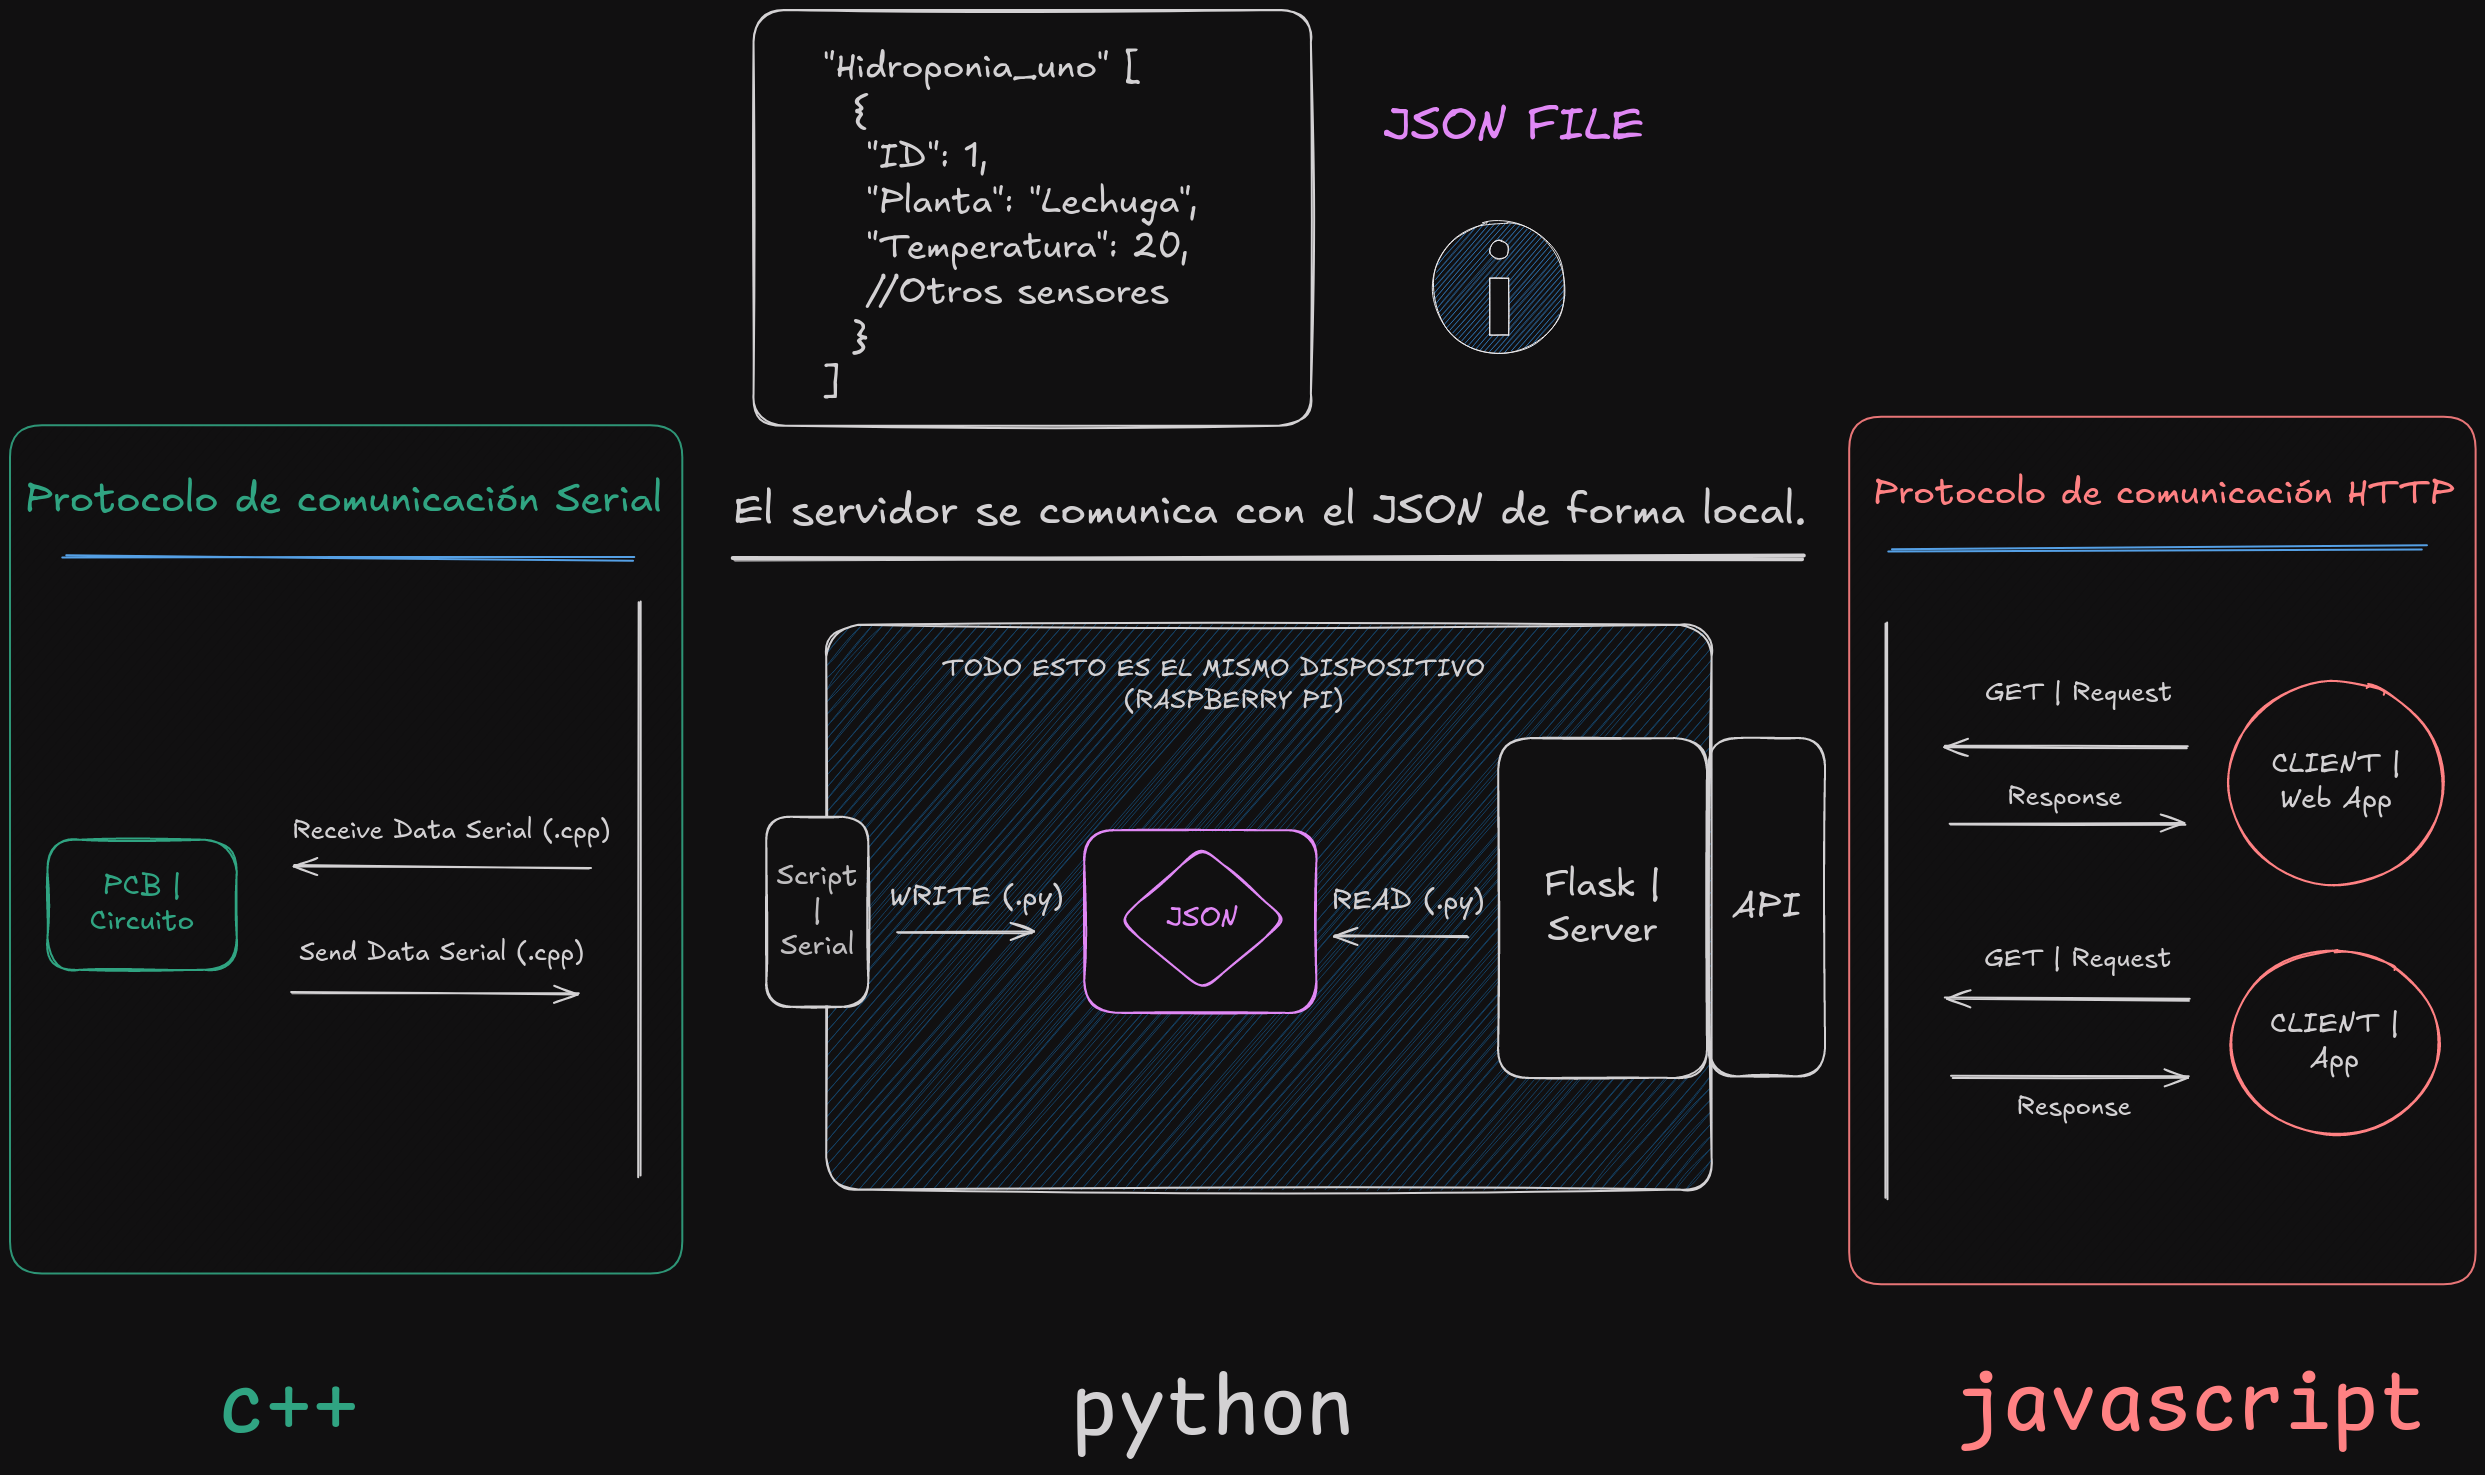 "Hidroponia_uno" [
{
"ID": 1,
"Planta": "Lechuga",
"Temperatura": 20,
//Otros sensores
}
]
JSON FILE
i
Protocolo de comunicación Serial
Receive Data Serial (.cpp)
PCB |
Circuito
Send Data Serial (.cpp)
El servidor se comunica con el JSON de forma local.
TODO ESTO ES EL MISMO DISPOSITIVO
(RASPBERRY PI)
Script
|
Serial
WRITE (.py)
JSON
READ (.py)
Flask |
Server
API
Protocolo de comunicación HTTP
GET | Request
Response
CLIENT |
Web App
GET | Request
Response
CLIENT |
App
c++
python
javascript